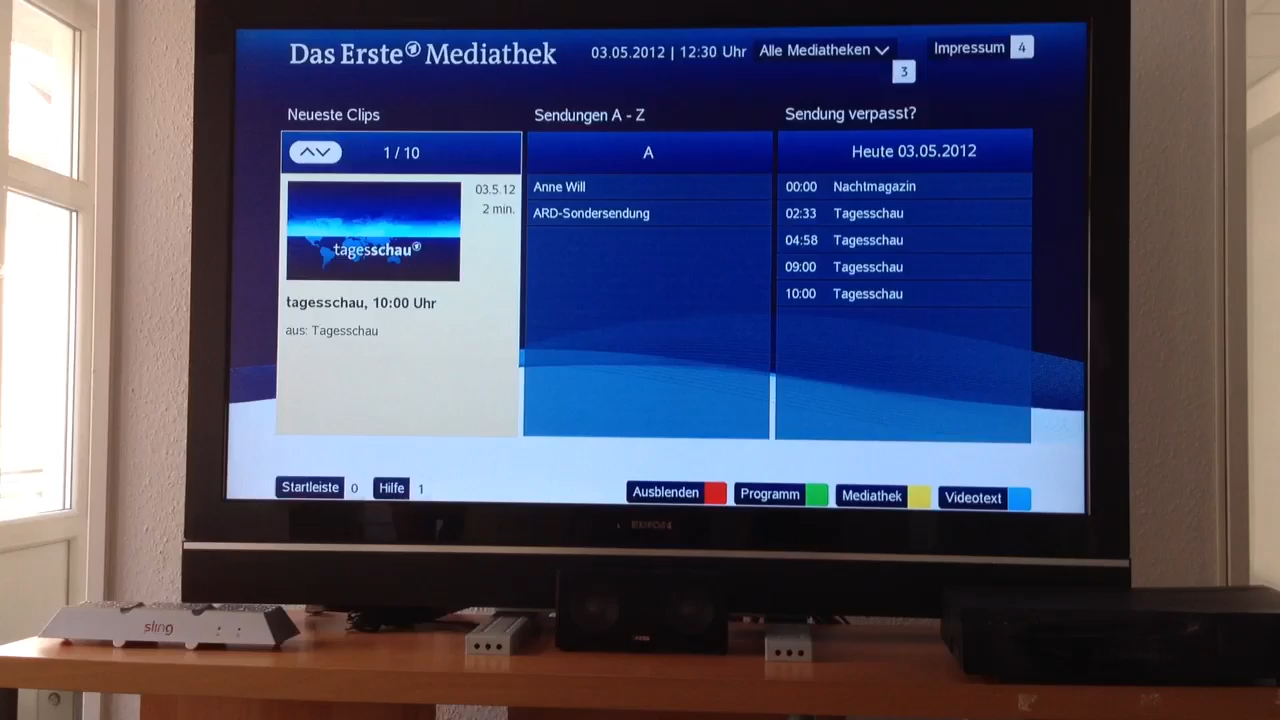 Das Erste Mediathek
03.05.2012 | 12:30 Uhr
Alle Mediatheken
3
Impressum 4
Neueste Clips
1 / 10
03.5.12
2 min.
tagesschau
tagesschau, 10:00 Uhr
aus: Tagesschau
Sendungen A - Z
A
Anne Will
ARD-Sondersendung
Sendung verpasst?
Heute 03.05.2012
00:00 Nachtmagazin
02:33 Tagesschau
04:58 Tagesschau
09:00 Tagesschau
10:00 Tagesschau
Startleiste 0
Hilfe 1
Ausblenden
Programm
Mediathek
Videotext
sling